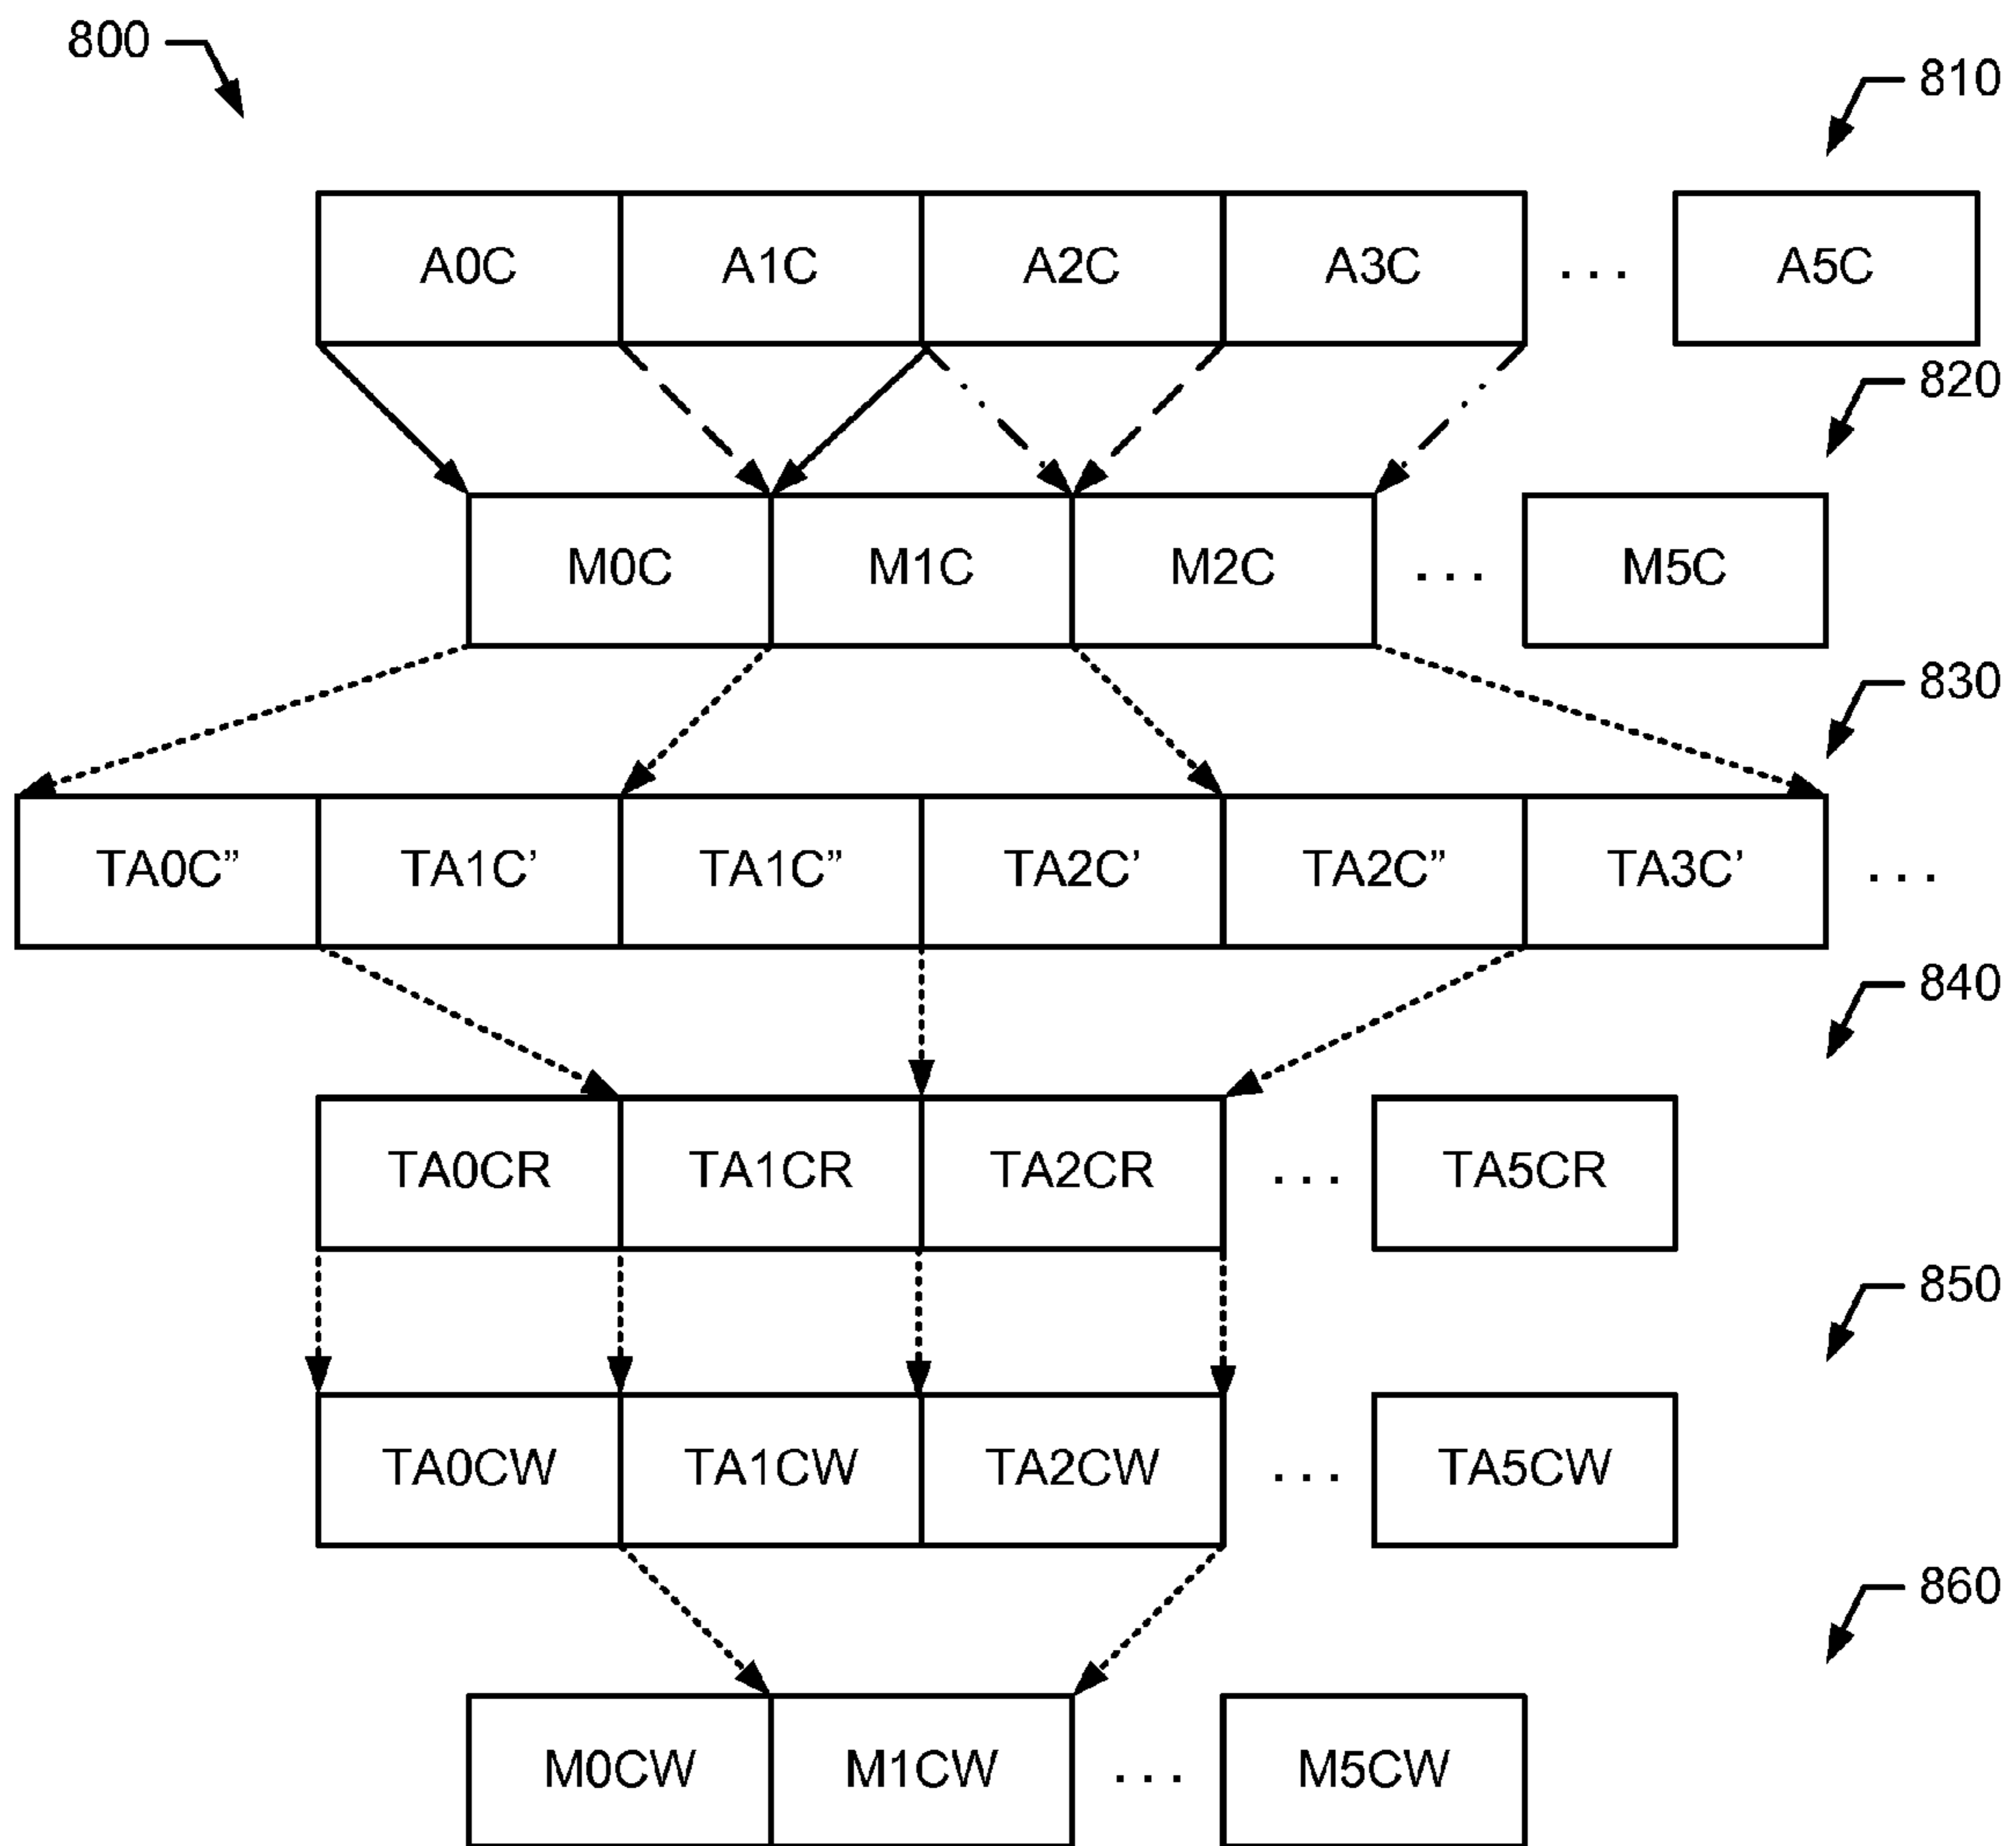 800
810
A0C A1C A2C A3C ... A5C
820
M0C M1C M2C ... M5C
830
TA0C” TA1C’ TA1C” TA2C’ TA2C” TA3C’ ...
840
TA0CR TA1CR TA2CR ... TA5CR
850
TA0CW TA1CW TA2CW ... TA5CW
860
M0CW M1CW ... M5CW